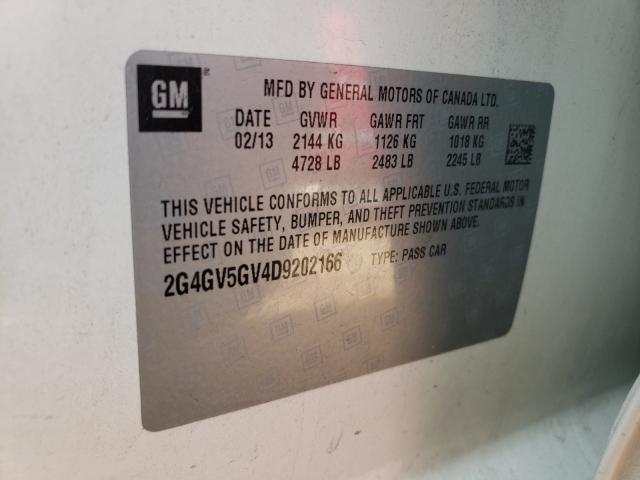 GM
MFD BY GENERAL MOTORS OF CANADA LTD.
DATE GVWR GAWR FRT GAWR RR
02/13 2144 KG 1126 KG 1018 KG
4728 LB 2483 LB 2245 LB
THIS VEHICLE CONFORMS TO ALL APPLICABLE U.S. FEDERAL MOTOR
VEHICLE SAFETY, BUMPER, AND THEFT PREVENTION STANDARDS IN
EFFECT ON THE DATE OF MANUFACTURE SHOWN ABOVE.
2G4GV5GV4D9202166 TYPE: PASS CAR